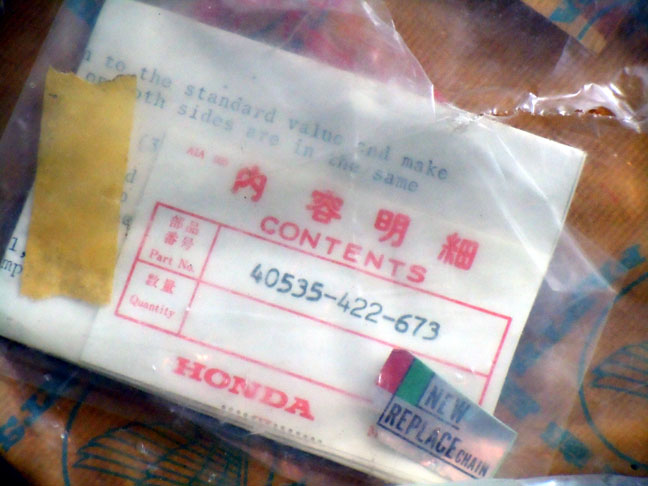 to the standard value and make
both sides are in the same
内容明細
CONTENTS
部品
番号
Part No.
40535-422-673
数量
Quantity
HONDA
NEW
REPLACE CHAIN